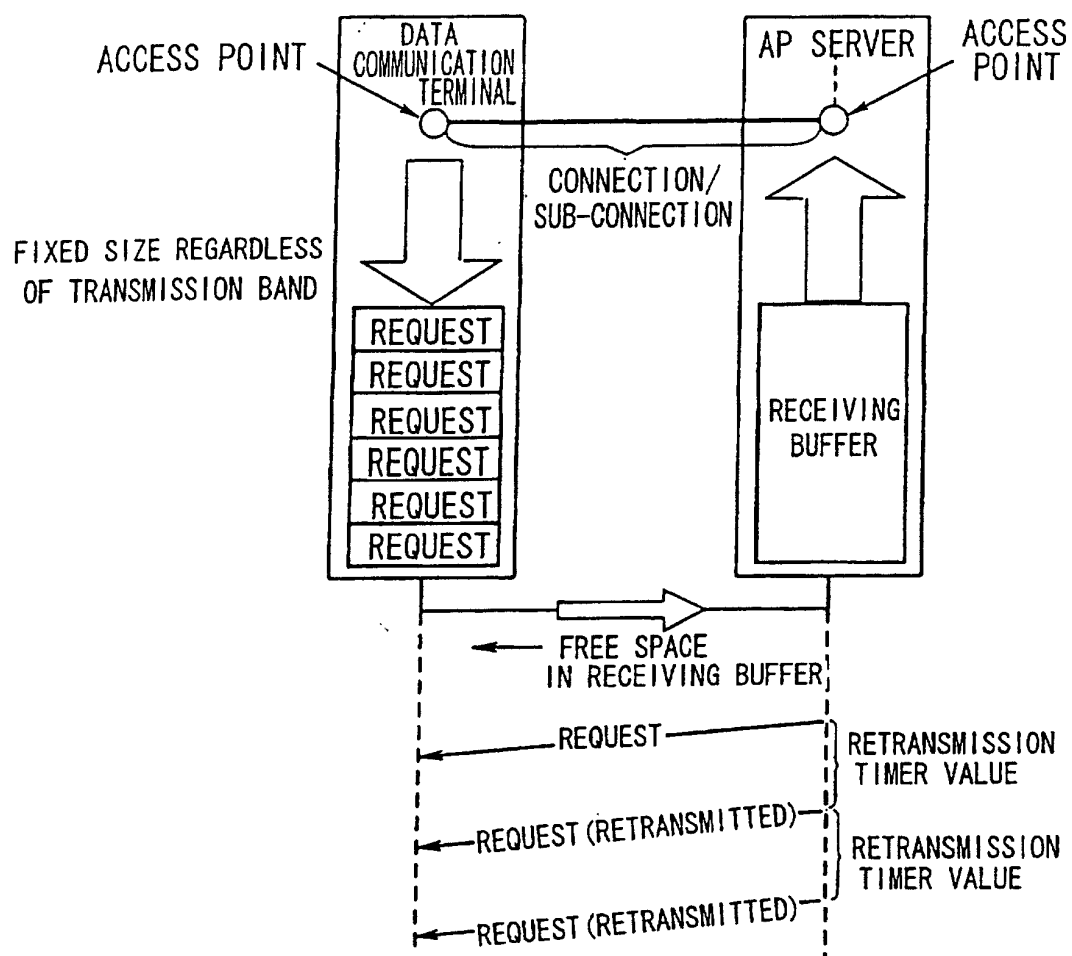 DATA
COMMUNICATION
TERMINAL
AP SERVER
ACCESS POINT
ACCESS
POINT
CONNECTION/
SUB-CONNECTION
FIXED SIZE REGARDLESS
OF TRANSMISSION BAND
REQUEST
REQUEST
REQUEST
REQUEST
REQUEST
REQUEST
RECEIVING
BUFFER
FREE SPACE
IN RECEIVING BUFFER
REQUEST
RETRANSMISSION
TIMER VALUE
REQUEST (RETRANSMITTED)
RETRANSMISSION
TIMER VALUE
REQUEST (RETRANSMITTED)